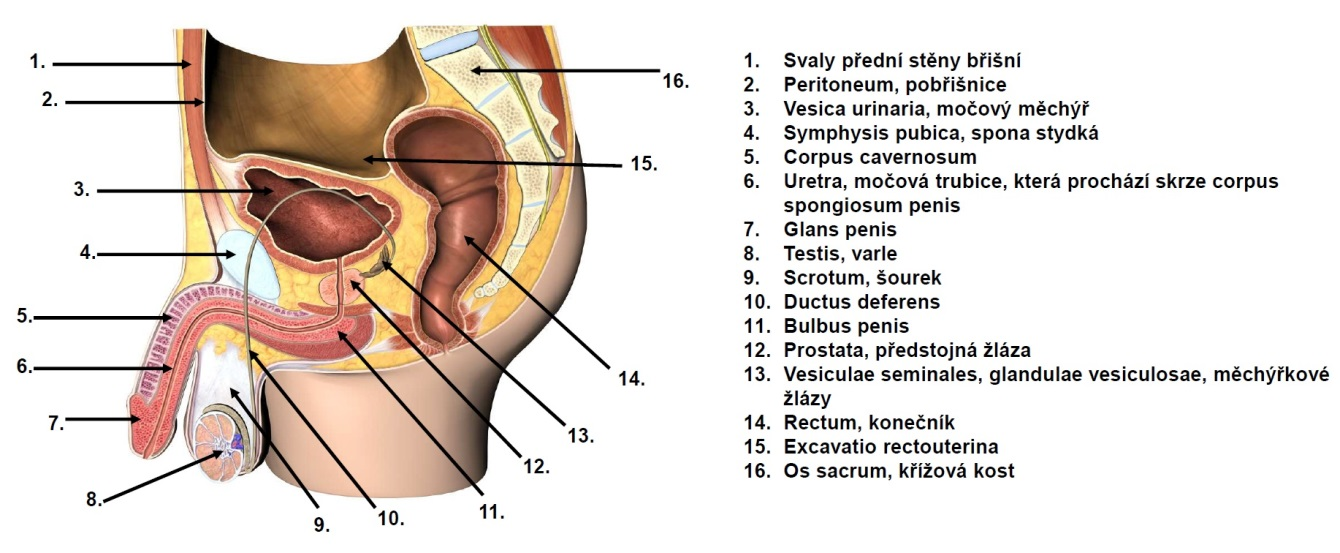 1.
2.
3.
4.
5.
6.
7.
8.
9.
10.
11.
12.
13.
14.
15.
16.
1. Svaly přední stěny břišní
2. Peritoneum, pobřišnice
3. Vesica urinaria, močový měchýř
4. Symphysis pubica, spona stydká
5. Corpus cavernosum
6. Uretra, močová trubice, která prochází skrze corpus
spongiosum penis
7. Glans penis
8. Testis, varle
9. Scrotum, šourek
10. Ductus deferens
11. Bulbus penis
12. Prostata, předstojná žláza
13. Vesiculae seminales, glandulae vesiculosae, měchýřkové
žlázy
14. Rectum, konečník
15. Excavatio rectouterina
16. Os sacrum, křížová kost